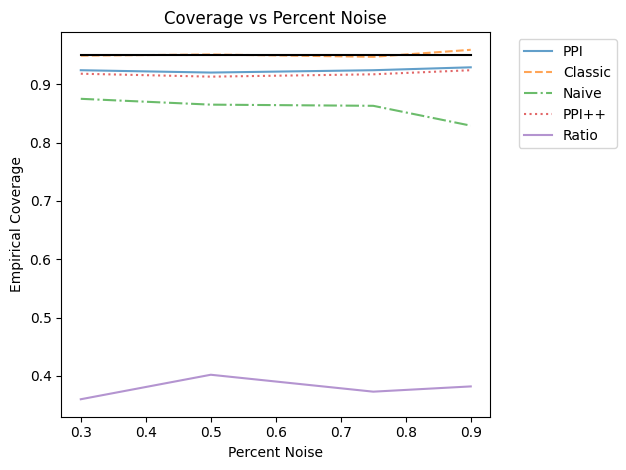 Coverage vs Percent Noise
PPI
Classic
Naive
PPI++
Ratio
0.9
0.8
0.7
0.6
0.5
0.4
Empirical Coverage
0.3 0.4 0.5 0.6 0.7 0.8 0.9
Percent Noise